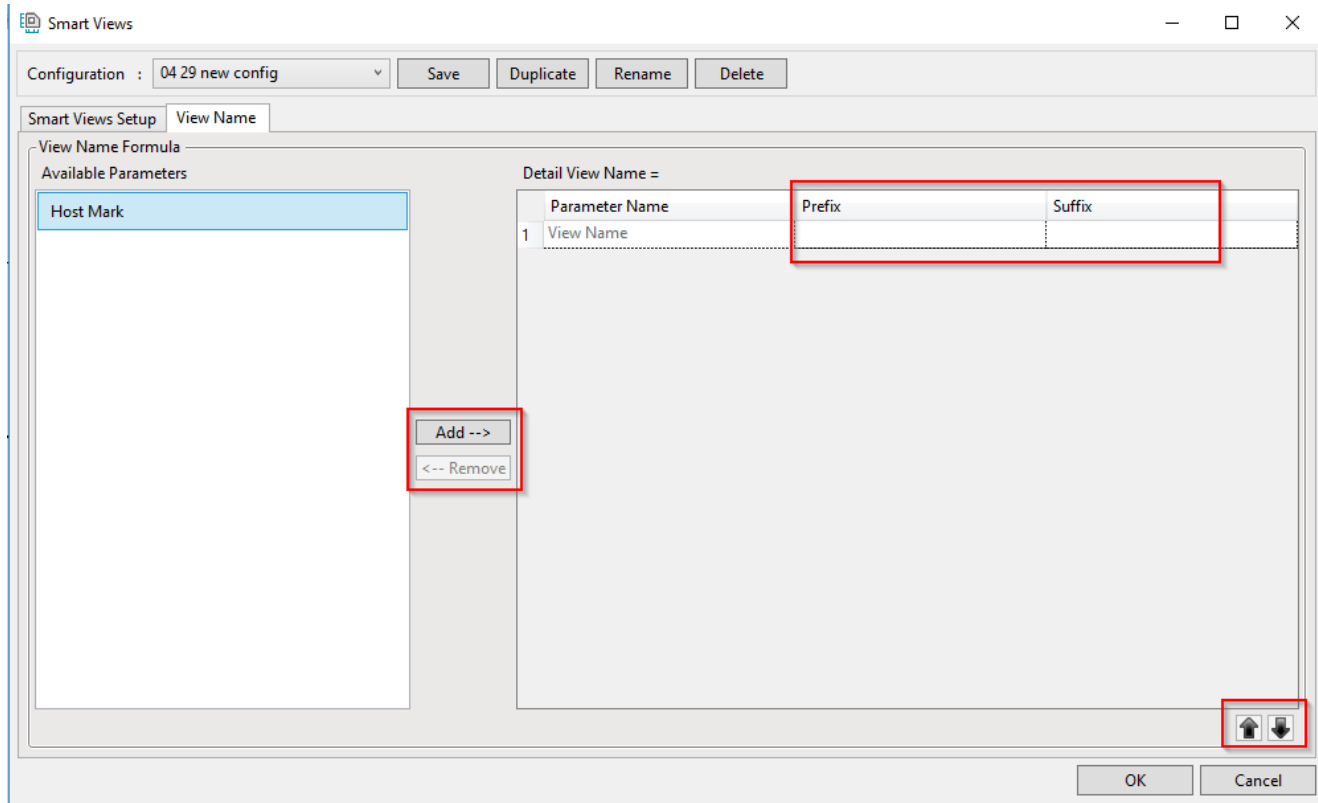 Smart Views
Configuration : 04 29 new config Save Duplicate Rename Delete
Smart Views Setup View Name
View Name Formula
Available Parameters Detail View Name =
Host Mark
Parameter Name Prefix Suffix
1 View Name
Add -->
<-- Remove
OK Cancel